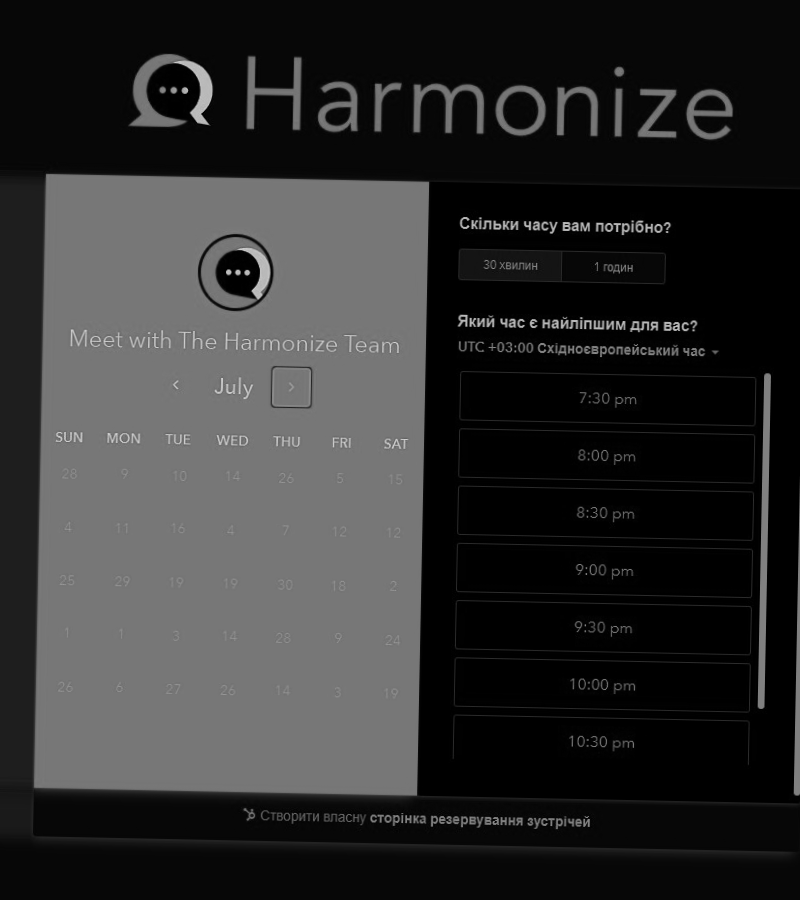 Harmonize
Meet with The Harmonize Team
July
SUN MON TUE WED THU FRI SAT
28 9 10 14 26 5 15
4 11 16 4 7 12 12
25 29 19 19 30 18 2
1 1 3 14 28 9 24
26 6 27 26 14 3 19
Скільки часу вам потрібно?
30 хвилин 1 годин
Який час є найліпшим для вас?
UTC +03:00 Східноєвропейський час
7:30 pm
8:00 pm
8:30 pm
9:00 pm
9:30 pm
10:00 pm
10:30 pm
Створити власну сторінка резервування зустрічей